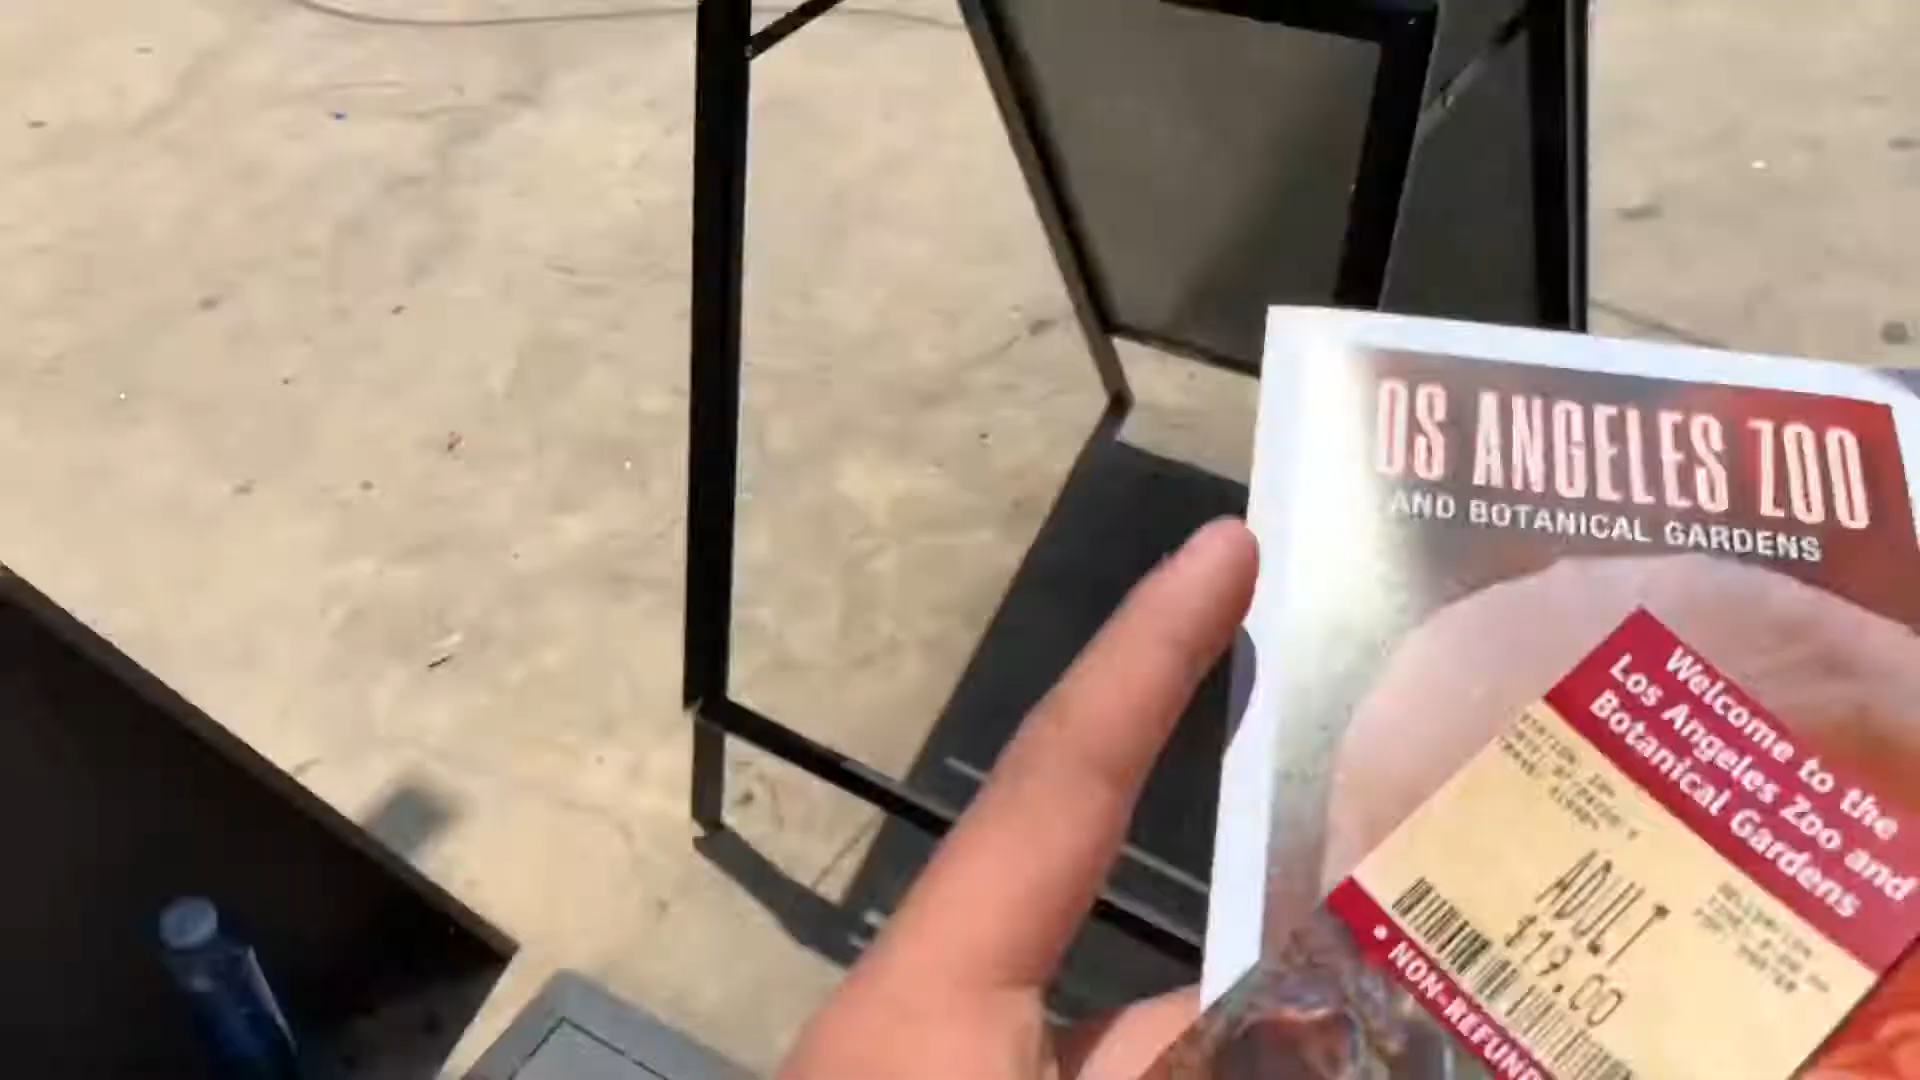 OS ANGELES ZOO
AND BOTANICAL GARDENS
Welcome to the
Los Angeles Zoo and
Botanical Gardens
ADULT
$19.00
• NON-REFUND